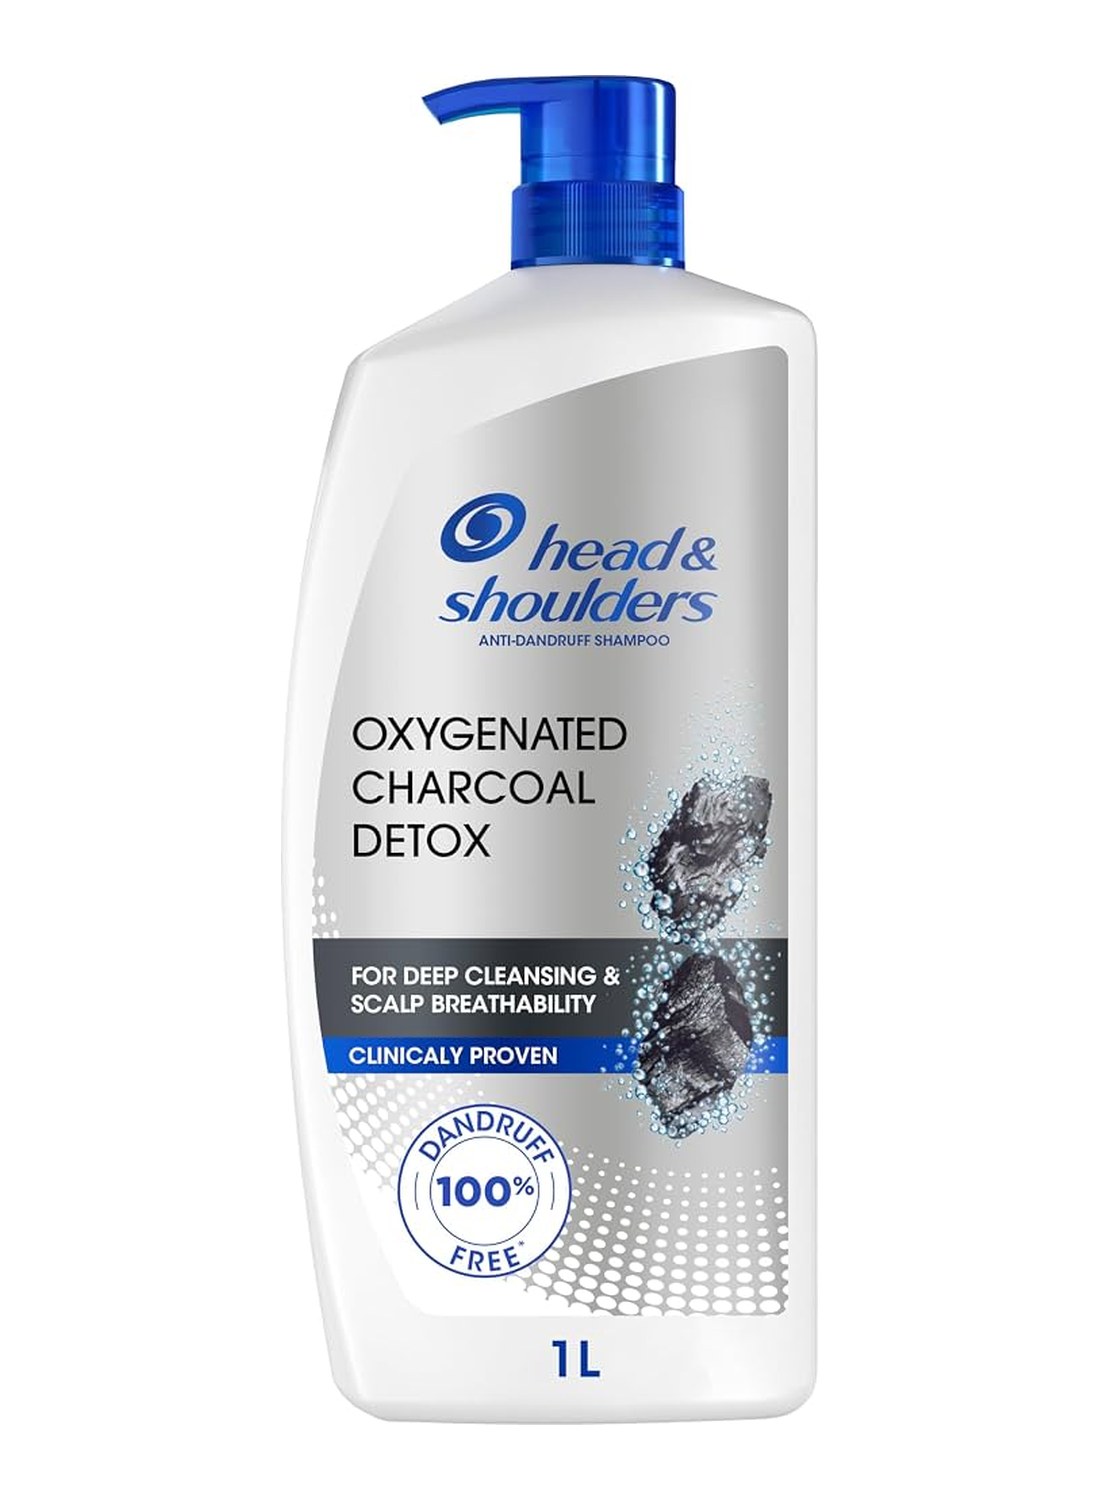 head &
shoulders
ANTI-DANDRUFF SHAMPOO
OXYGENATED
CHARCOAL
DETOX
FOR DEEP CLEANSING &
SCALP BREATHABILITY
CLINICALY PROVEN
DANDRUFF
100%
FREE*
1L